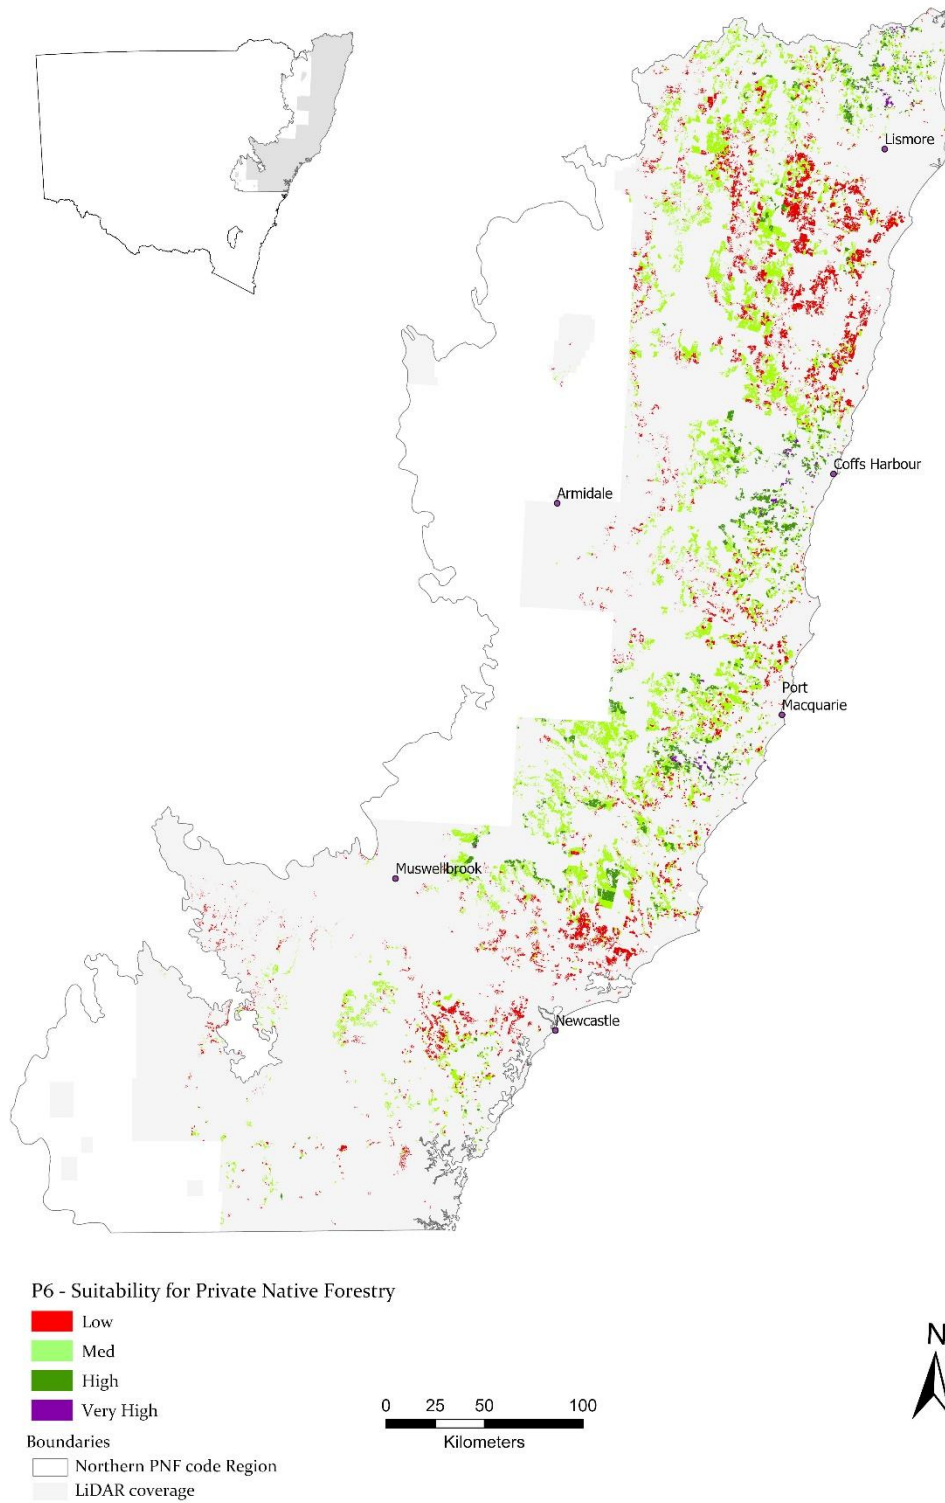 Lismore
Coffs Harbour
Armidale
Port
Macquarie
Muswellbrook
Newcastle
P6 - Suitability for Private Native Forestry
Low
Med
High
Very High
Boundaries
Northern PNF code Region
LiDAR coverage
0 25 50 100
Kilometers
N